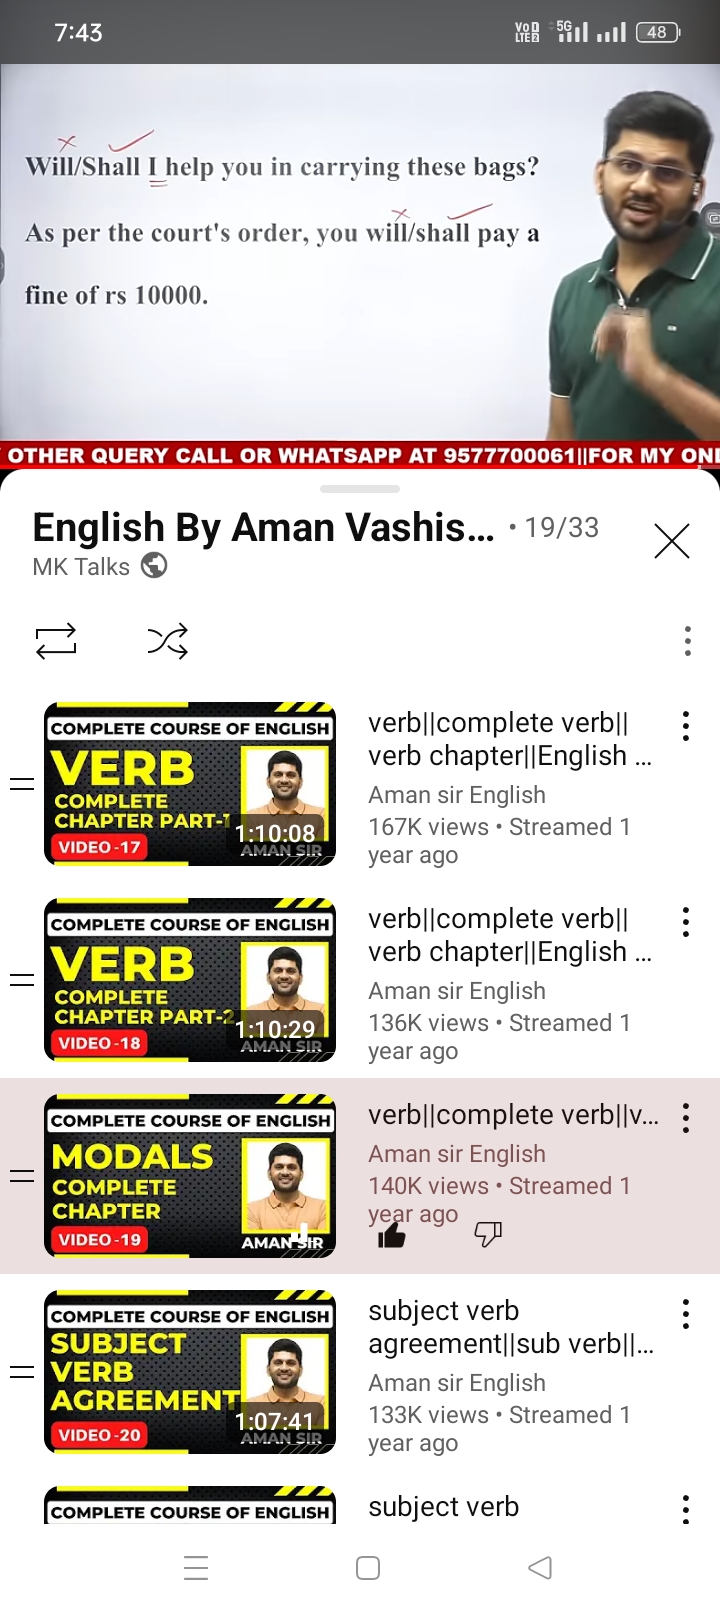 7:43
VoD
LTE2
5G
48
Will/Shall I help you in carrying these bags?
As per the court's order, you will/shall pay a
fine of rs 10000.
OTHER QUERY CALL OR WHATSAPP AT 9577700061||FOR MY ONL
English By Aman Vashis... • 19/33
MK Talks
COMPLETE COURSE OF ENGLISH
VERB
COMPLETE
CHAPTER PART-1
VIDEO -17
1:10:08
AMAN SIR
verb||complete verb||
verb chapter||English ...
Aman sir English
167K views • Streamed 1
year ago
COMPLETE COURSE OF ENGLISH
VERB
COMPLETE
CHAPTER PART-2
VIDEO -18
1:10:29
AMAN SIR
verb||complete verb||
verb chapter||English ...
Aman sir English
136K views • Streamed 1
year ago
COMPLETE COURSE OF ENGLISH
MODALS
COMPLETE
CHAPTER
VIDEO -19
AMAN SIR
verb||complete verb||v...
Aman sir English
140K views • Streamed 1
year ago
COMPLETE COURSE OF ENGLISH
SUBJECT
VERB
AGREEMENT
VIDEO -20
1:07:41
AMAN SIR
subject verb
agreement||sub verb||...
Aman sir English
133K views • Streamed 1
year ago
COMPLETE COURSE OF ENGLISH
subject verb